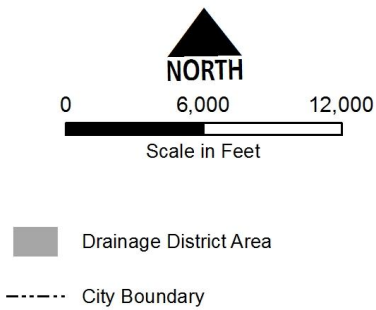 NORTH
0 6,000 12,000
Scale in Feet
Drainage District Area
City Boundary